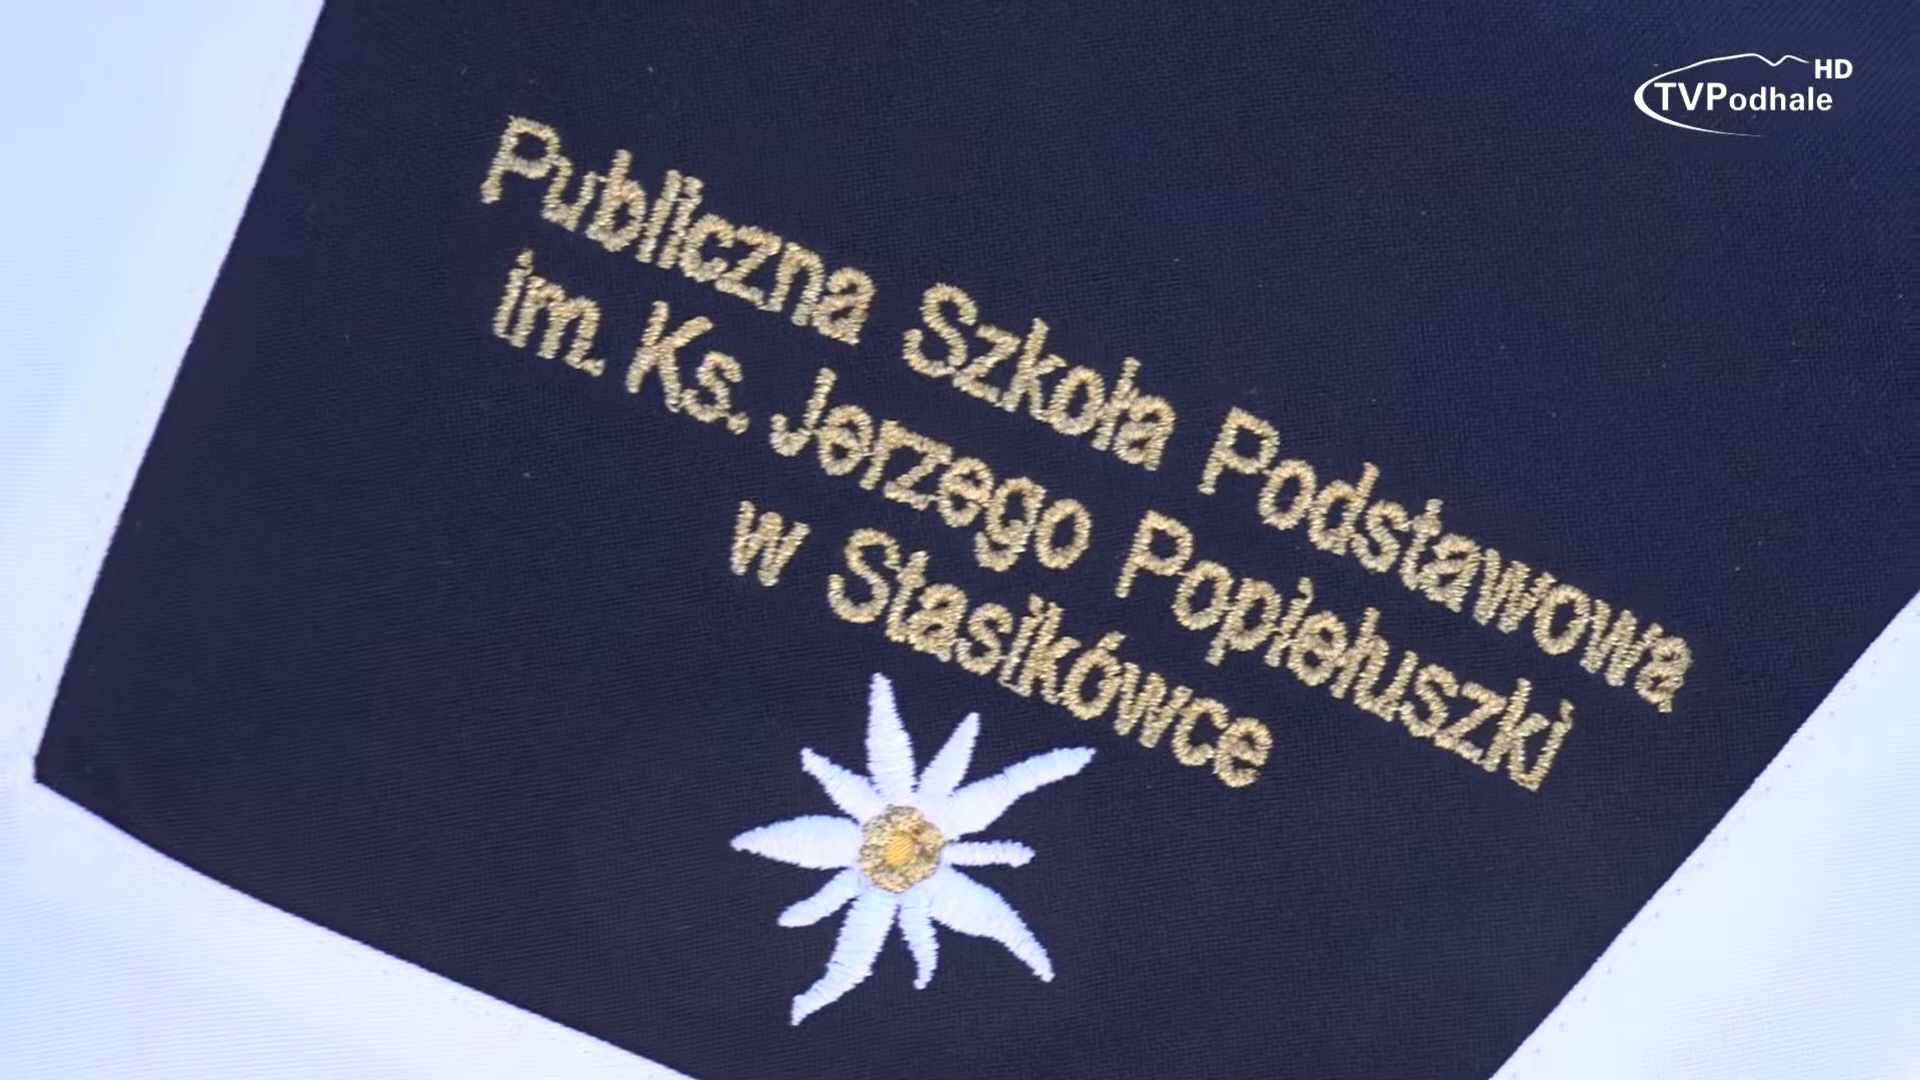 HD
TVPodhale
Publiczna Szkoła Podstawowa
im. Ks. Jerzego Popiełuszki
w Stasikówce